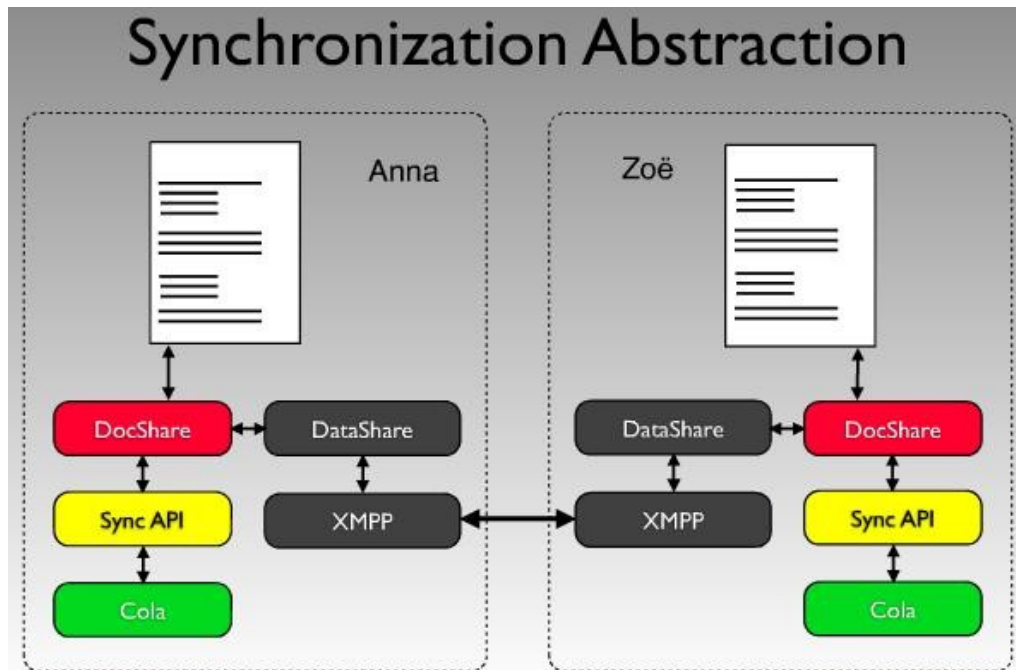 Synchronization Abstraction
Anna
Zoë
DocShare
DataShare
DataShare
DocShare
Sync API
XMPP
XMPP
Sync API
Cola
Cola